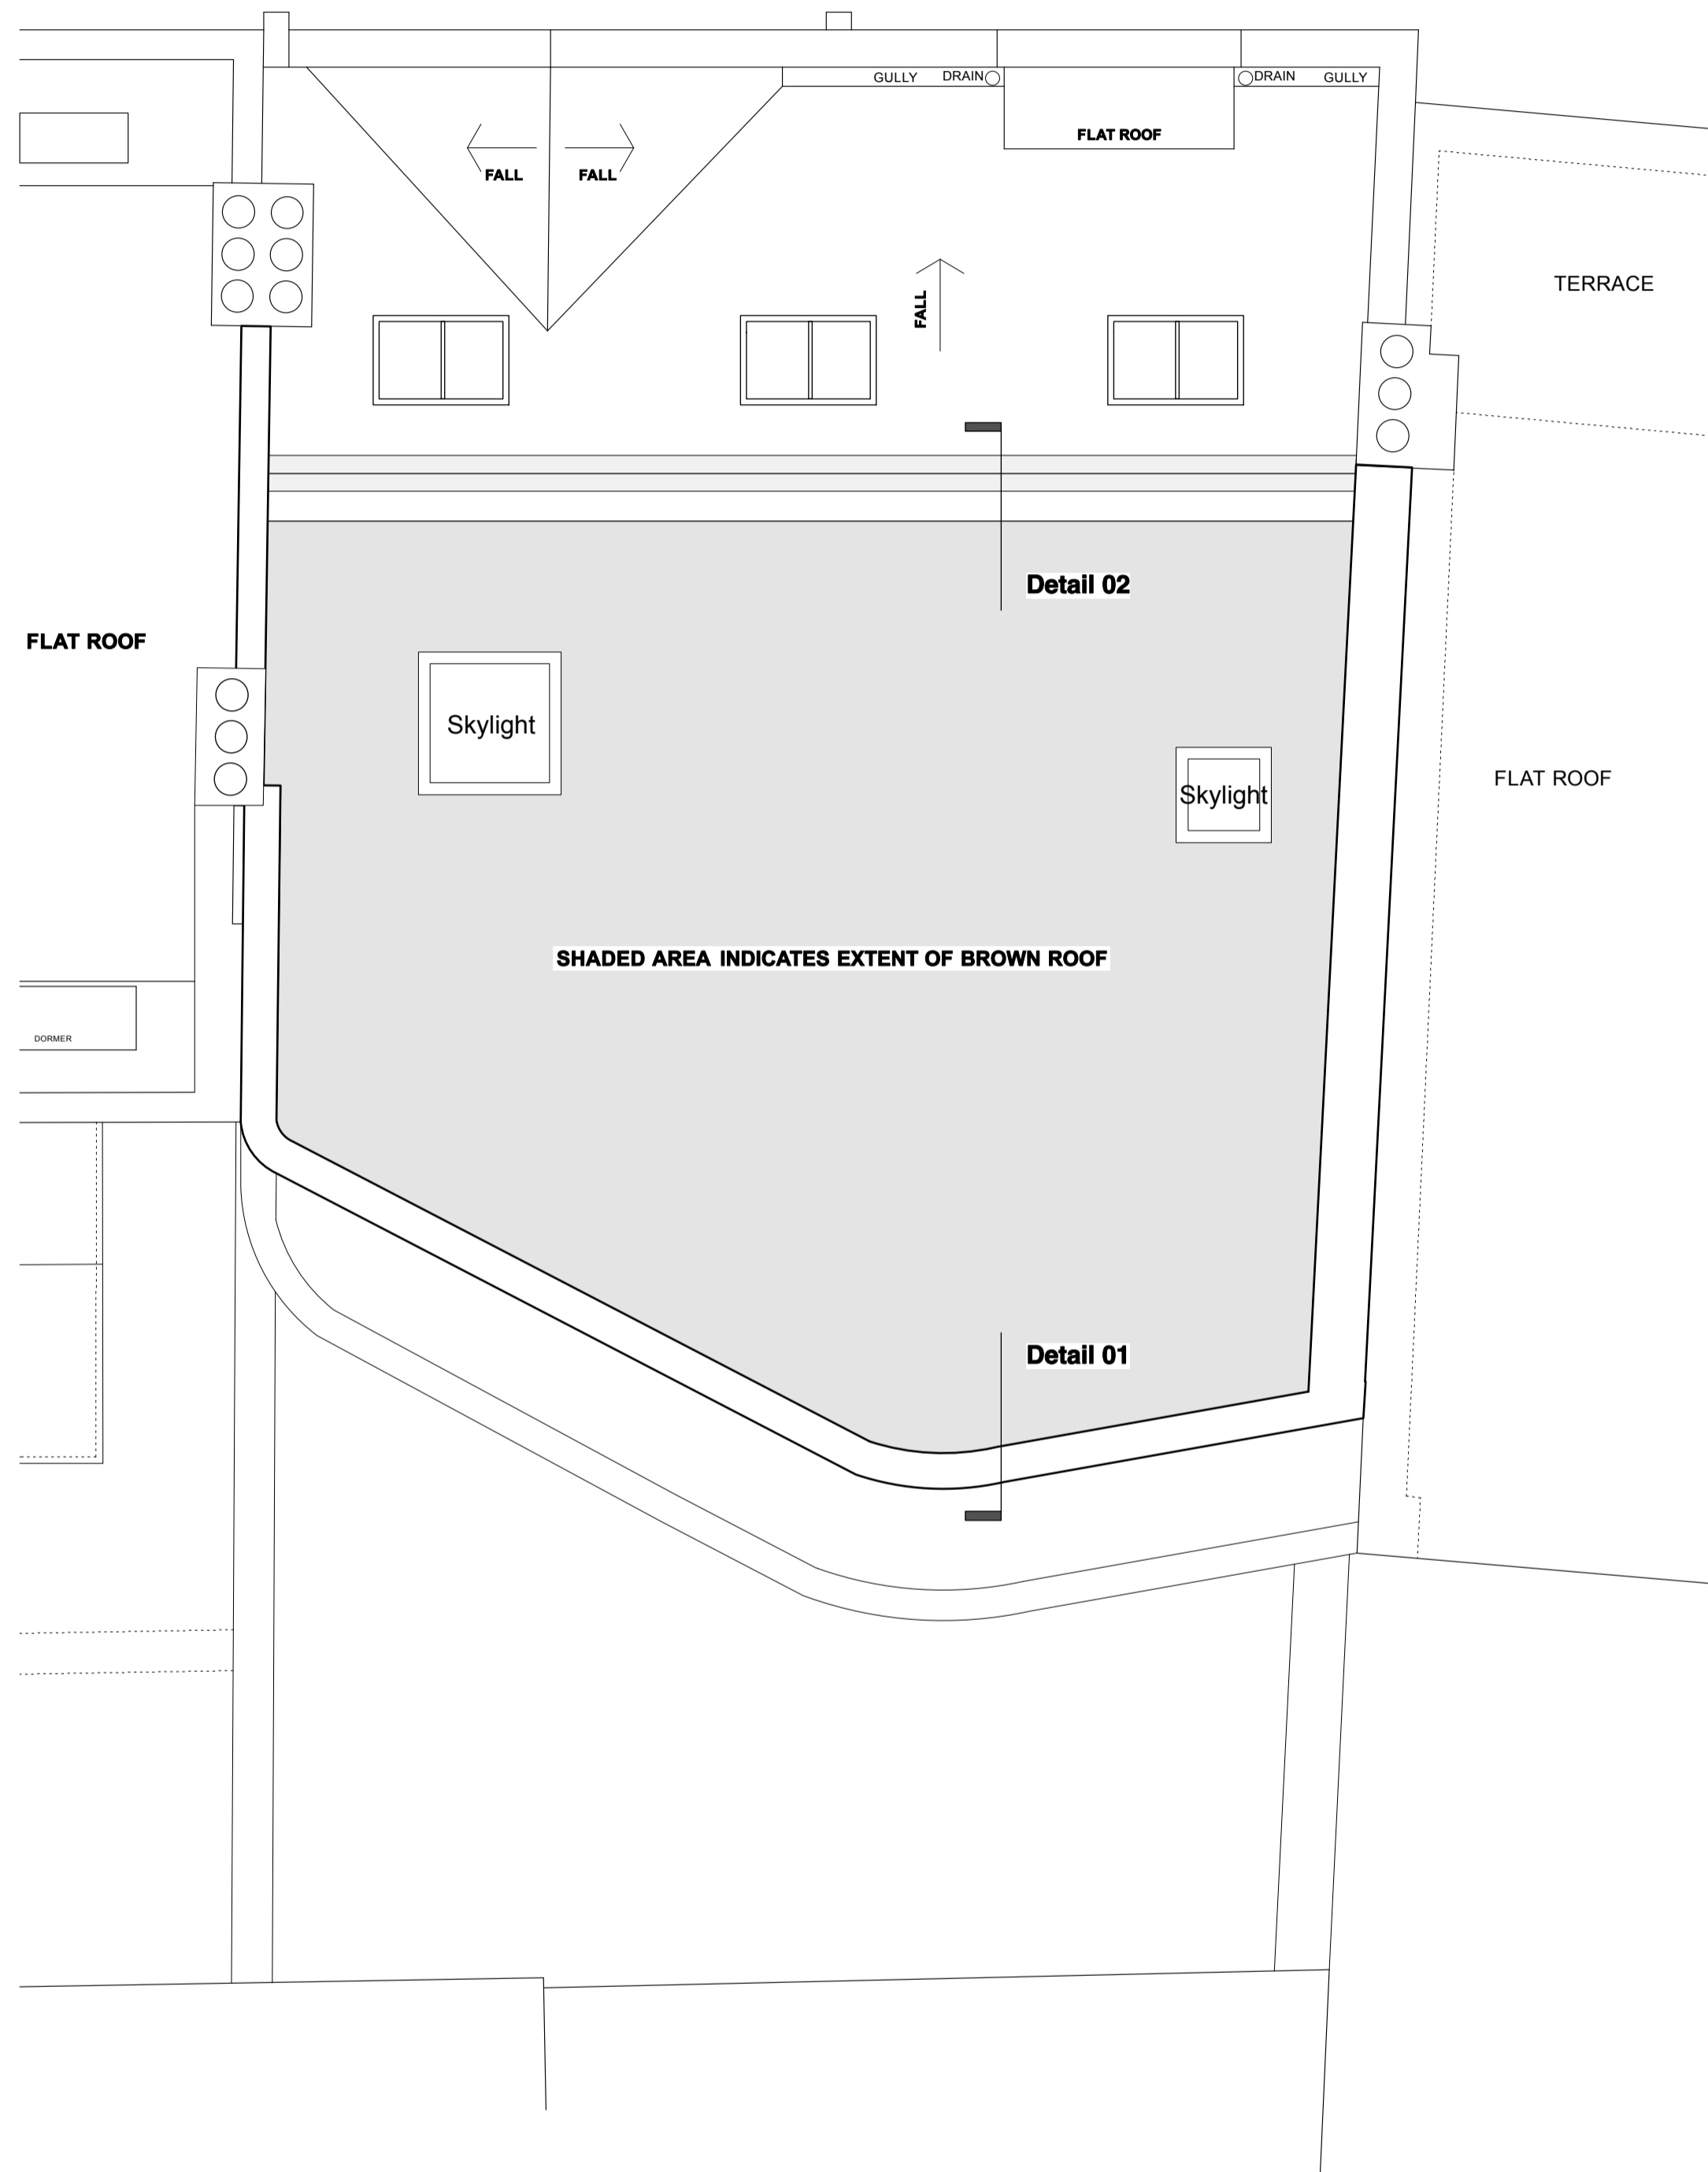 GULLY
DRAIN
DRAIN
GULLY
FLAT ROOF
FALL
FALL
TERRACE
FALL
Detail 02
FLAT ROOF
Skylight
FLAT ROOF
Skylight
SHADED AREA INDICATES EXTENT OF BROWN ROOF
DORMER
Detail 01